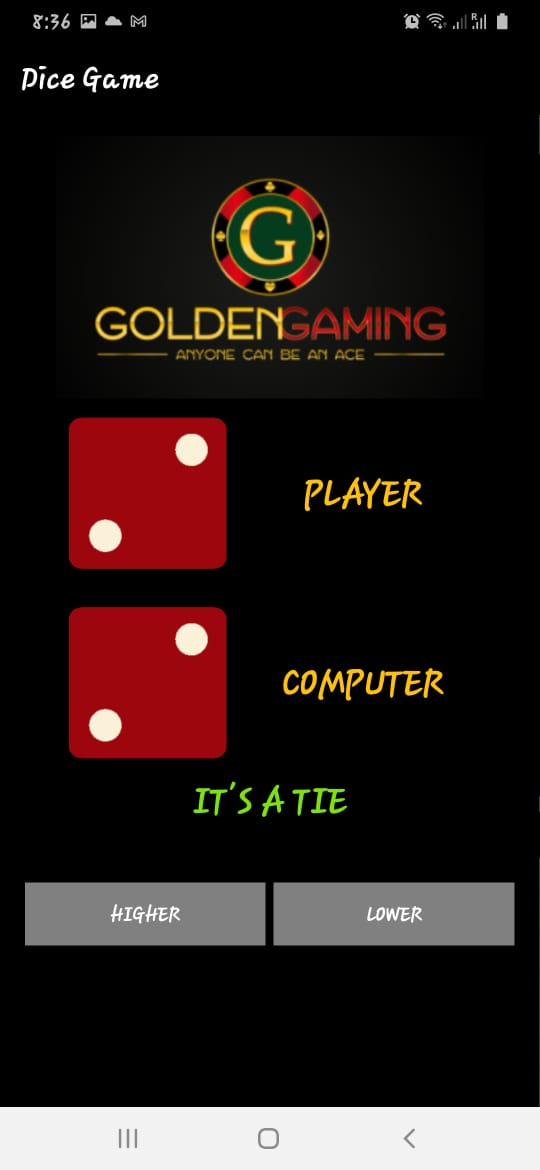 8:36
R
Dice Game
G
GOLDENGAMING
ANYONE CAN BE AN ACE
PLAYER
COMPUTER
IT'S A TIE
HIGHER
LOWER